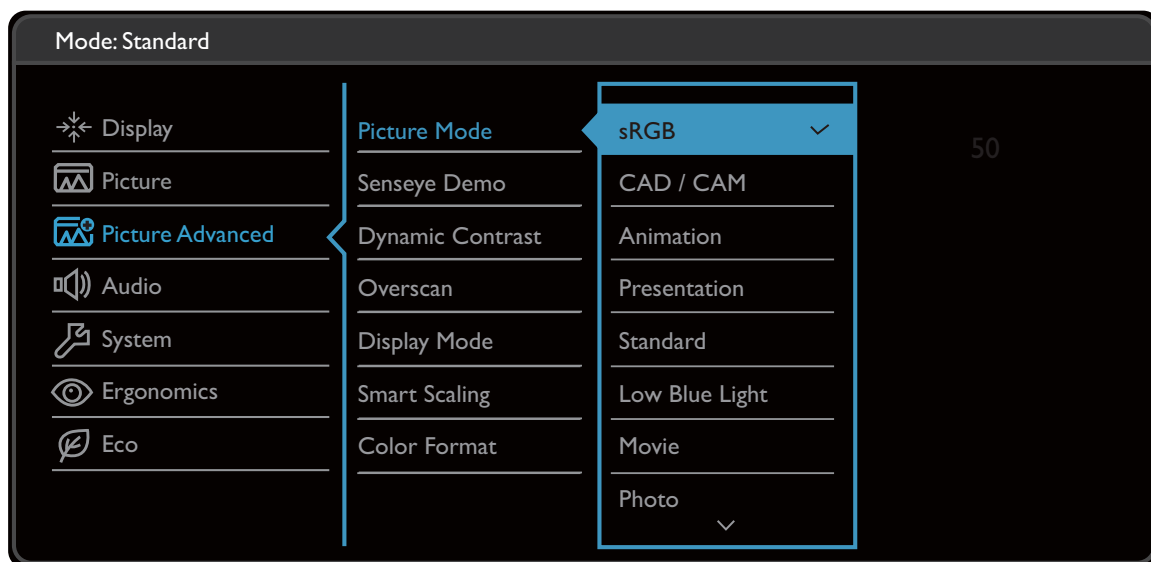 Mode: Standard
Display
Picture
Picture Advanced
Audio
System
Ergonomics
Eco
Picture Mode
Senseye Demo
Dynamic Contrast
Overscan
Display Mode
Smart Scaling
Color Format
sRGB
CAD / CAM
Animation
Presentation
Standard
Low Blue Light
Movie
Photo
50